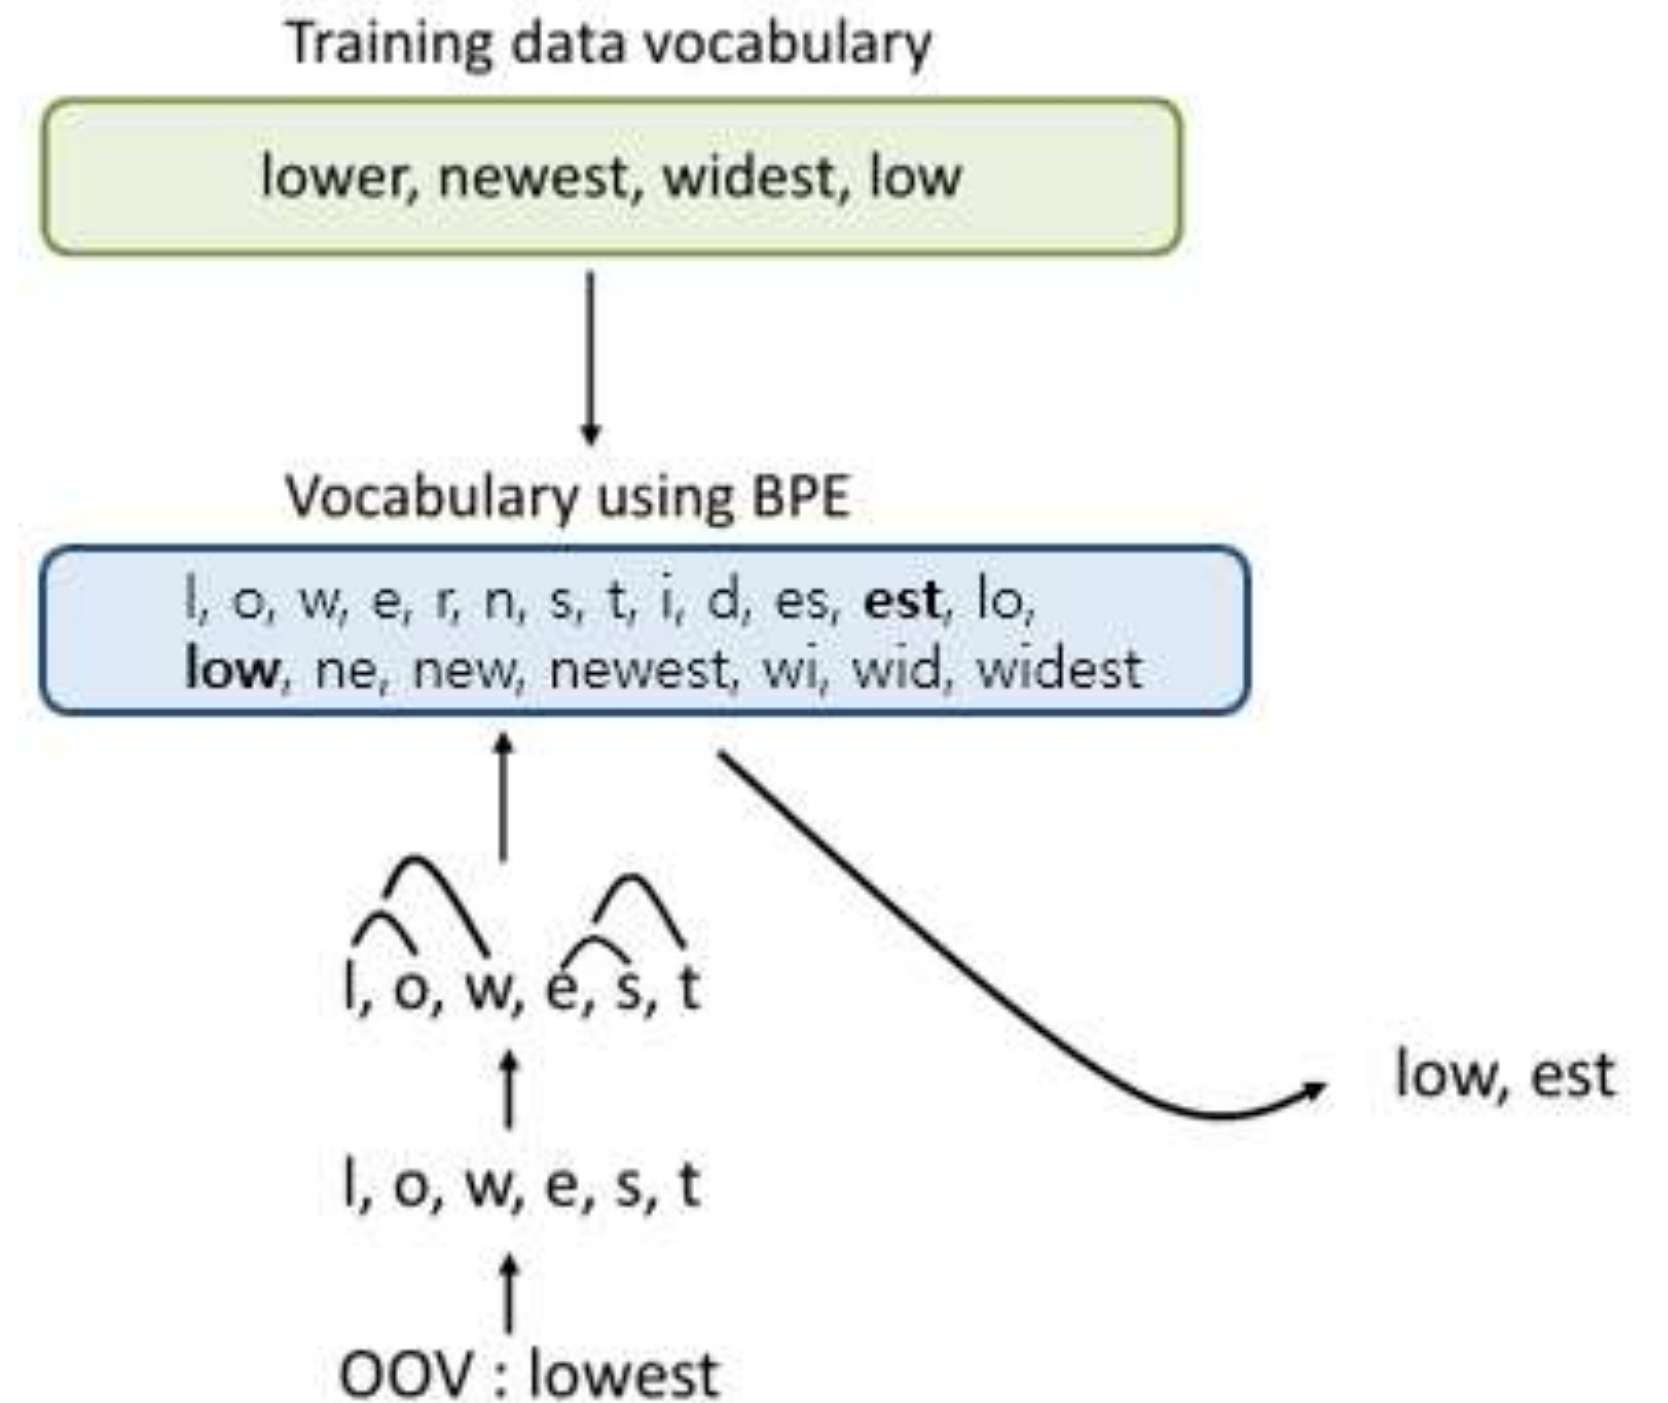 Training data vocabulary
lower, newest, widest, low
Vocabulary using BPE
l, o, w, e, r, n, s, t, i, d, es, est, lo,
low, ne, new, newest, wi, wid, widest
l, o, w, e, s, t
low, est
l, o, w, e, s, t
OOV : lowest